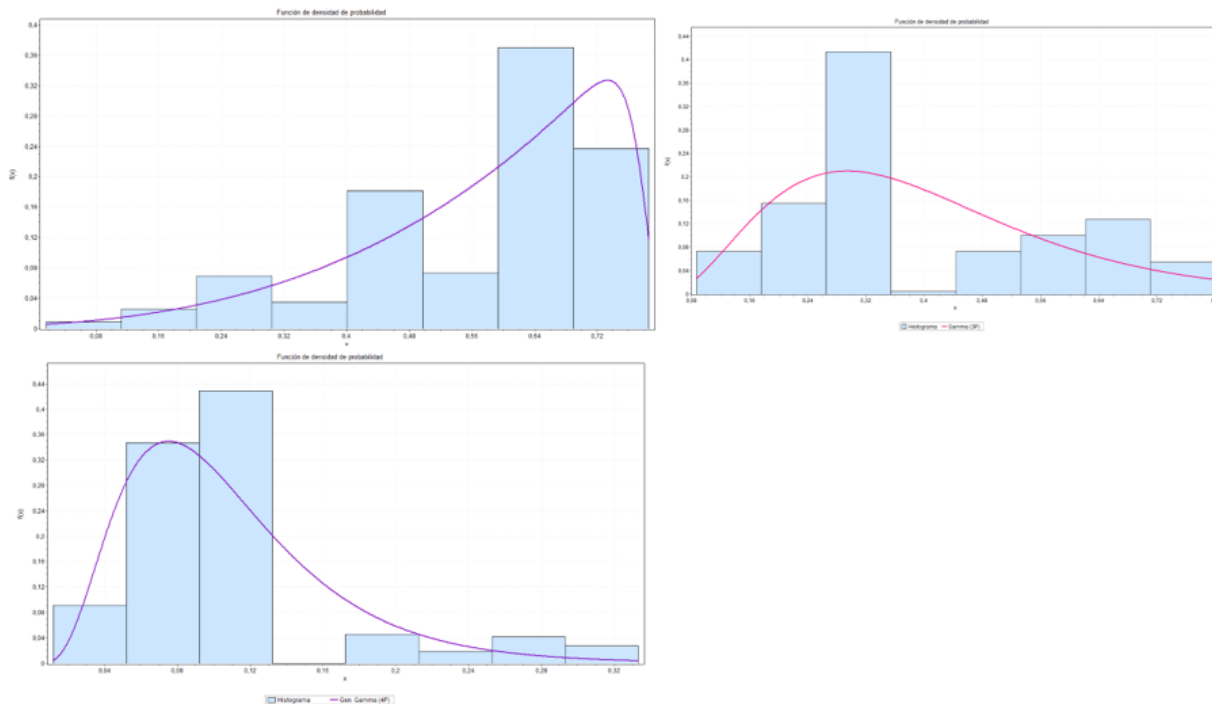 Función de densidad de probabilidad
0,4
0,36
0,32
0,28
0,24
0,2
0,16
0,12
0,08
0,04
0
f(x)
0,08 0,16 0,24 0,32 0,4 0,48 0,56 0,64 0,72
Función de densidad de probabilidad
0,44
0,4
0,36
0,32
0,28
0,24
0,2
0,16
0,12
0,08
0,04
0
f(x)
0,08 0,16 0,24 0,32 0,4 0,48 0,56 0,64 0,72
x
Histograma Gamma (3P)
Función de densidad de probabilidad
0,44
0,4
0,36
0,32
0,28
0,24
0,2
0,16
0,12
0,08
0,04
0
f(x)
0,04 0,08 0,12 0,16 0,2 0,24 0,28 0,32
x
Histograma Gen. Gamma (4P)